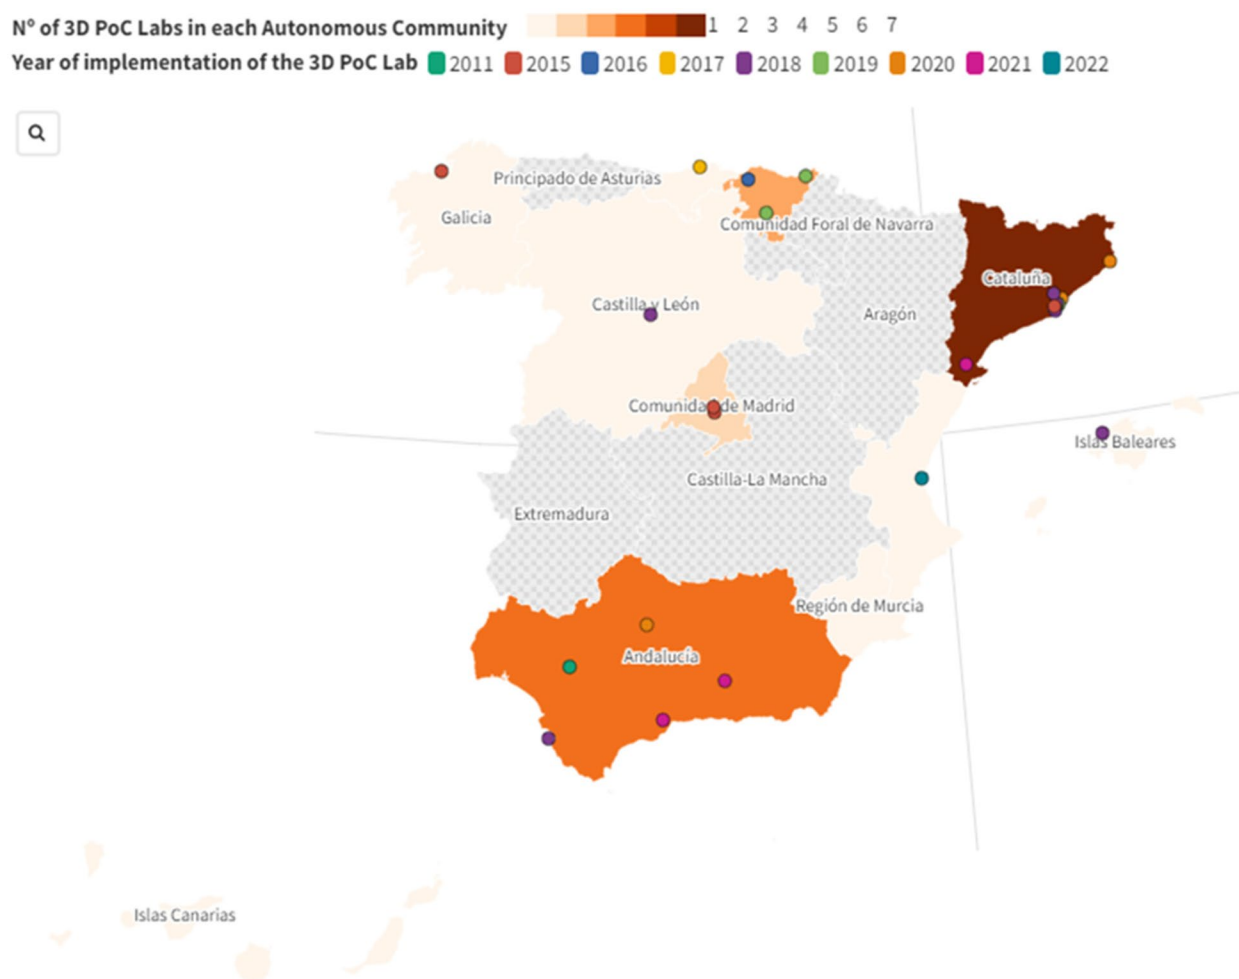 Nº of 3D PoC Labs in each Autonomous Community 1 2 3 4 5 6 7
Year of implementation of the 3D PoC Lab 2011 2015 2016 2017 2018 2019 2020 2021 2022
Principado de Asturias
Galicia
Comunidad Foral de Navarra
Cataluña
Castilla y León
Aragón
Comunidad de Madrid
Islas Baleares
Castilla-La Mancha
Extremadura
Región de Murcia
Andalucía
Islas Canarias